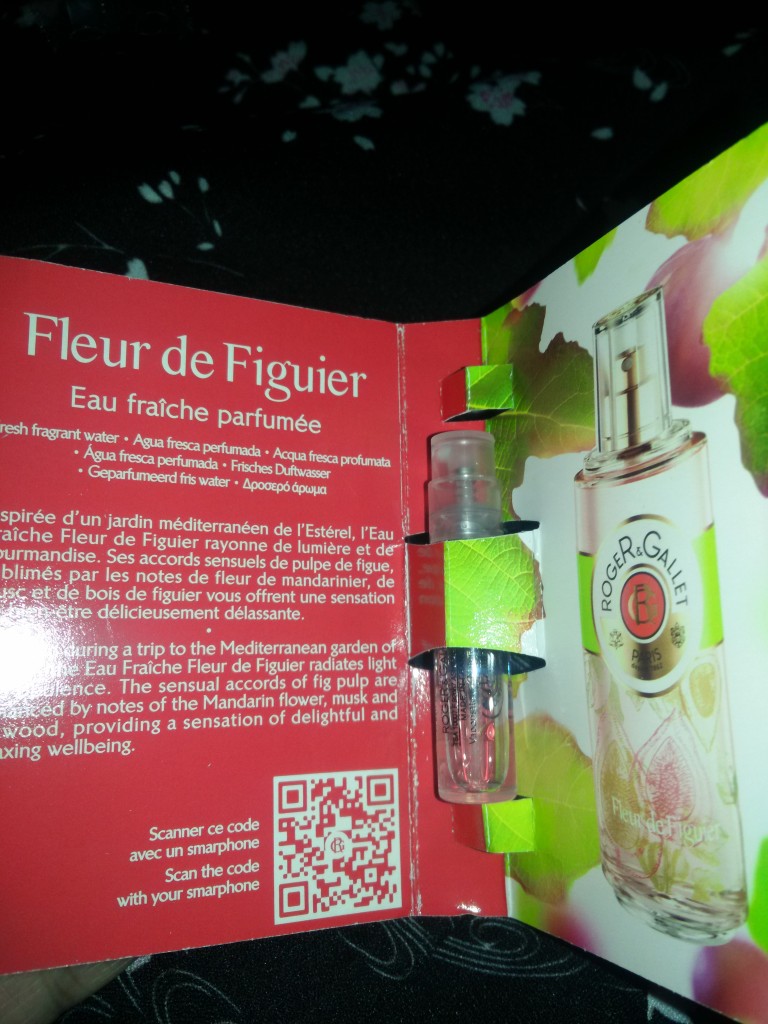 Fleur de Figuier
Eau fraîche parfumée
resh fragrant water • Agua fresca perfumada • Acqua fresca profumata
• Água fresca perfumada • Frisches Duftwasser
• Geparfumeerd fris water • Δροσερό άρωμα
spirée d'un jardin méditerranéen de l'Estérel, l'Eau
raîche Fleur de Figuier rayonne de lumière et de
ourmandise. Ses accords sensuels de pulpe de figue,
blimés par les notes de fleur de mandarinier, de
usc et de bois de figuier vous offrent une sensation
bien-être délicieusement délassante.
•
during a trip to the Mediterranean garden of
ne Eau Fraîche Fleur de Figuier radiates light
ulence. The sensual accords of fig pulp are
nced by notes of the Mandarin flower, musk and
wood, providing a sensation of delightful and
axing wellbeing.
Scanner ce code
avec un smarphone
Scan the code
with your smarphone
ROGER & GALLET
PARIS
Fleur de Figuier
ROGER